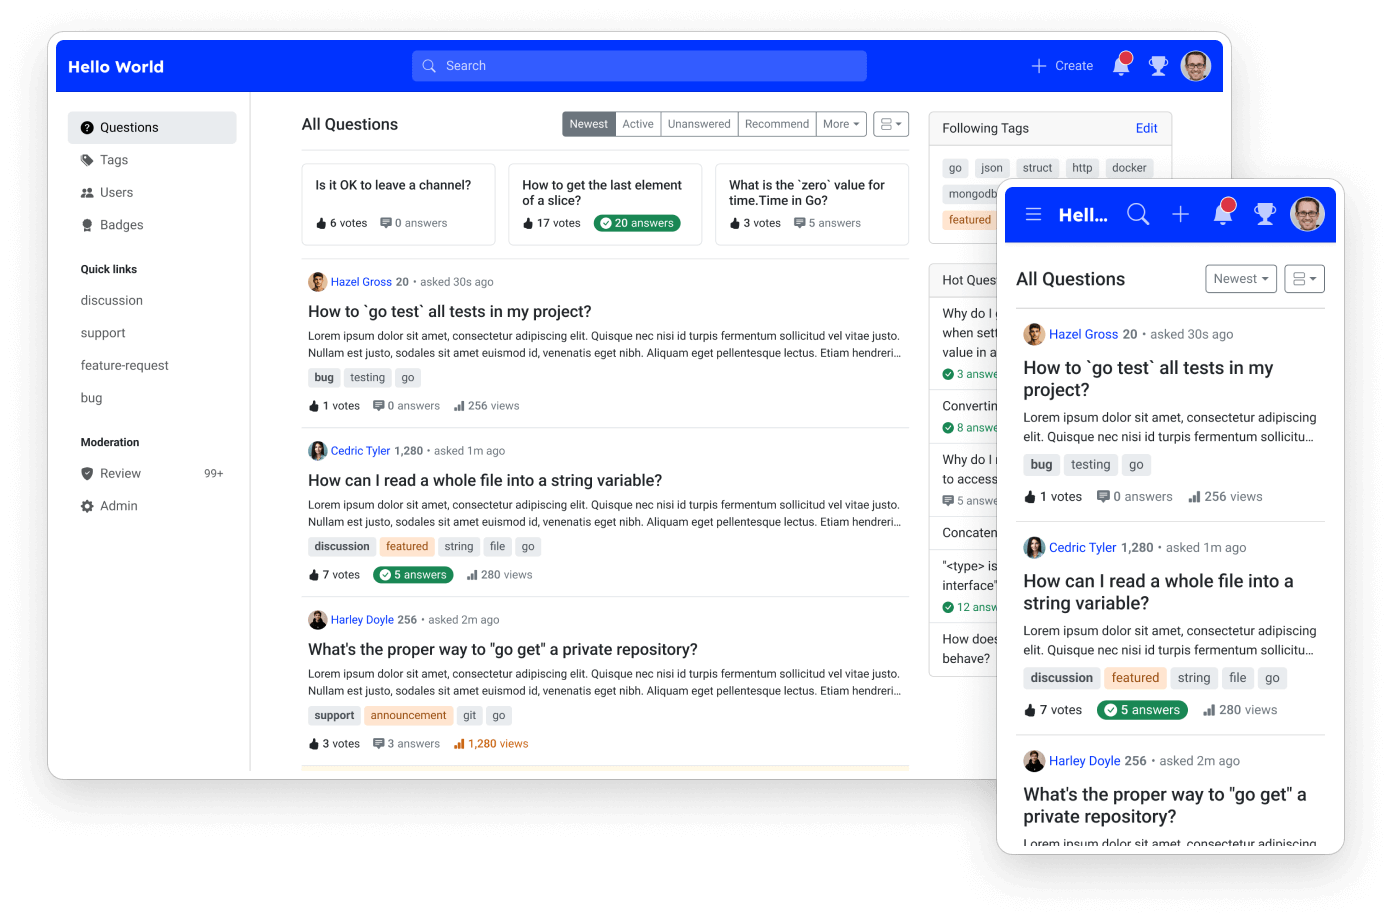 Hello World
Search
Create
Questions
Tags
Users
Badges
Quick links
discussion
support
feature-request
bug
Moderation
Review 99+
Admin
All Questions
Newest Active Unanswered Recommend More
Is it OK to leave a channel?
6 votes 0 answers
How to get the last element
of a slice?
17 votes 20 answers
What is the `zero` value for
time.Time in Go?
3 votes 5 answers
Hazel Gross 20 • asked 30s ago
How to `go test` all tests in my project?
Lorem ipsum dolor sit amet, consectetur adipiscing elit. Quisque nec nisi id turpis fermentum sollicitud vel vitae justo.
Nullam est justo, sodales sit amet euismod id, venenatis eget nibh. Aliquam eget pellentesque lectus. Etiam hendreri...
bug testing go
1 votes 0 answers 256 views
Cedric Tyler 1,280 • asked 1m ago
How can I read a whole file into a string variable?
Lorem ipsum dolor sit amet, consectetur adipiscing elit. Quisque nec nisi id turpis fermentum sollicitud vel vitae justo.
Nullam est justo, sodales sit amet euismod id, venenatis eget nibh. Aliquam eget pellentesque lectus. Etiam hendreri...
discussion featured string file go
7 votes 5 answers 280 views
Harley Doyle 256 • asked 2m ago
What's the proper way to "go get" a private repository?
Lorem ipsum dolor sit amet, consectetur adipiscing elit. Quisque nec nisi id turpis fermentum sollicitud vel vitae justo.
Nullam est justo, sodales sit amet euismod id, venenatis eget nibh. Aliquam eget pellentesque lectus. Etiam hendreri...
support announcement git go
3 votes 3 answers 1,280 views
Following Tags Edit
go json struct http docker
mongodb
featured
Hot Ques
Why do I
when sett
value in a
3 answe
Convertin
8 answe
Why do I
to access
5 answe
Concaten
"<type> is
interface"
12 answ
How does
behave?
Hell...
All Questions
Newest
Hazel Gross 20 • asked 30s ago
How to `go test` all tests in my
project?
Lorem ipsum dolor sit amet, consectetur adipiscing
elit. Quisque nec nisi id turpis fermentum sollicitu...
bug testing go
1 votes 0 answers 256 views
Cedric Tyler 1,280 • asked 1m ago
How can I read a whole file into a
string variable?
Lorem ipsum dolor sit amet, consectetur adipiscing
elit. Quisque nec nisi id turpis fermentum sollicitu...
discussion featured string file go
7 votes 5 answers 280 views
Harley Doyle 256 • asked 2m ago
What's the proper way to "go get" a
private repository?
Lorem ipsum dolor sit amet, consectetur adipiscing